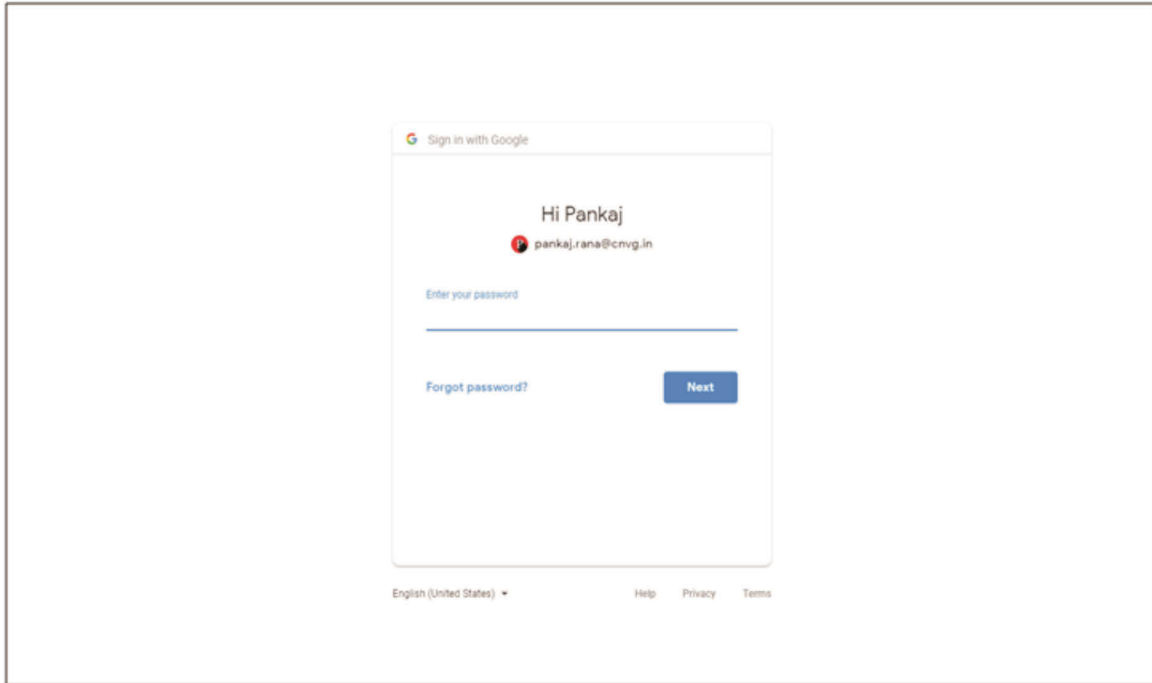 Sign in with Google
Hi Pankaj
pankaj.rana@cnvg.in
Enter your password
Forgot password? Next
English (United States) Help Privacy Terms